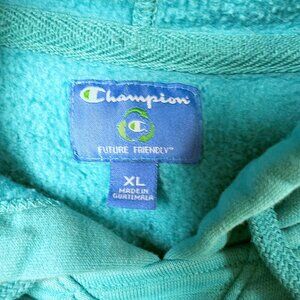 Champion
FUTURE FRIENDLY™
XL
MADE IN
GUATEMALA